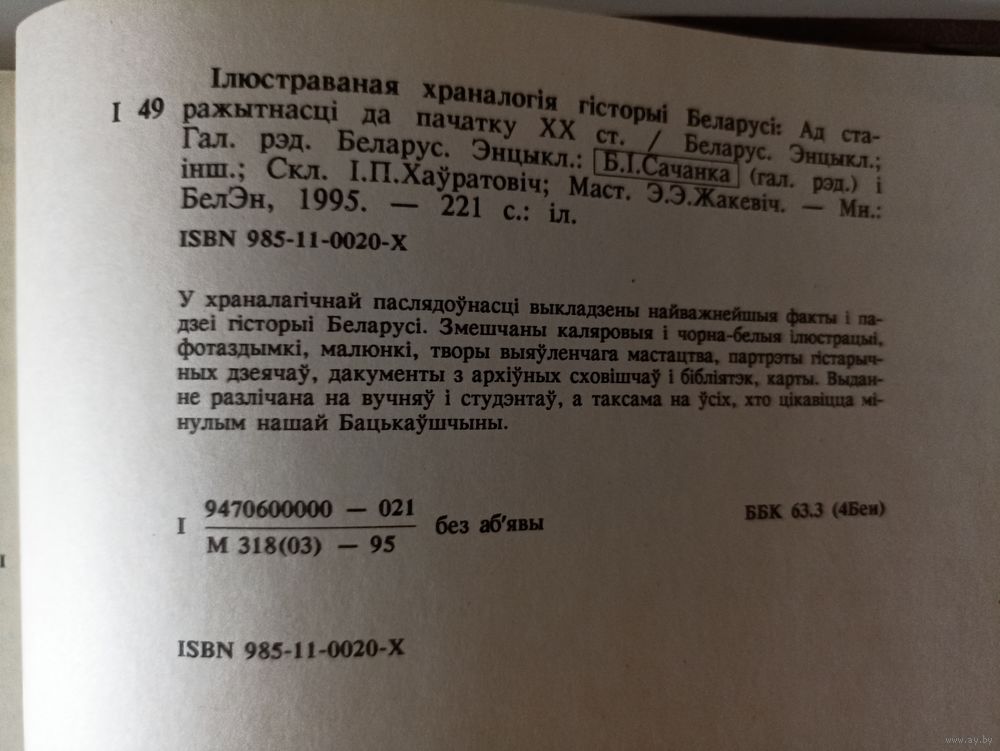 Ілюстраваная храналогія гісторыі Беларусі: Ад ста-
І 49 ражытнасці да пачатку XX ст. / Беларус. Энцыкл.;
Гал. рэд. Беларус. Энцыкл.: Б.І.Сачанка (гал. рэд.) і
інш.; Скл. І.П.Хаўратовіч; Маст. Э.Э.Жакевіч. — Мн.:
БелЭн, 1995. — 221 с.: іл.
ISBN 985-11-0020-X
У храналагічнай паслядоўнасці выкладзены найважнейшыя факты і па-
дзеі гісторыі Беларусі. Змешчаны каляровыя і чорна-белыя ілюстрацыі,
фотаздымкі, малюнкі, творы выяўленчага мастацтва, партрэты гістарыч-
ных дзеячаў, дакументы з архіўных сховішчаў і бібліятэк, карты. Выдан-
не разлічана на вучняў і студэнтаў, а таксама на ўсіх, хто цікавіцца мі-
нулым нашай Бацькаўшчыны.
І 9470600000 — 021
М 318(03) — 95
без аб'явы
ББК 63.3 (4Беи)
ISBN 985-11-0020-X
www.ay.by